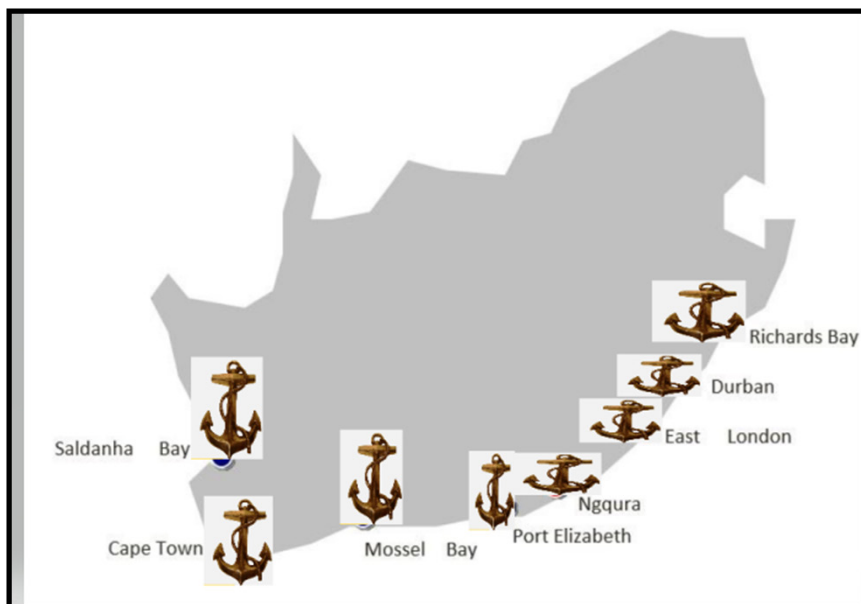 Richards Bay
Durban
East London
Saldanha Bay
Ngqura
Port Elizabeth
Cape Town
Mossel Bay